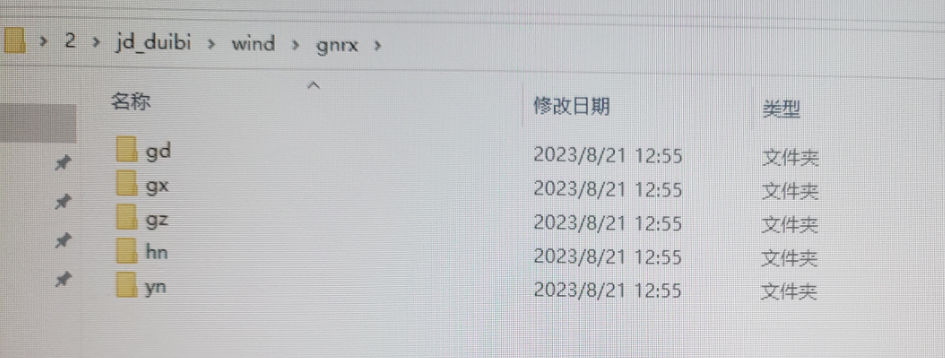 2 > jd_duibi > wind > gnrx >
名称 修改日期 类型
gd 2023/8/21 12:55 文件夹
gx 2023/8/21 12:55 文件夹
gz 2023/8/21 12:55 文件夹
hn 2023/8/21 12:55 文件夹
yn 2023/8/21 12:55 文件夹